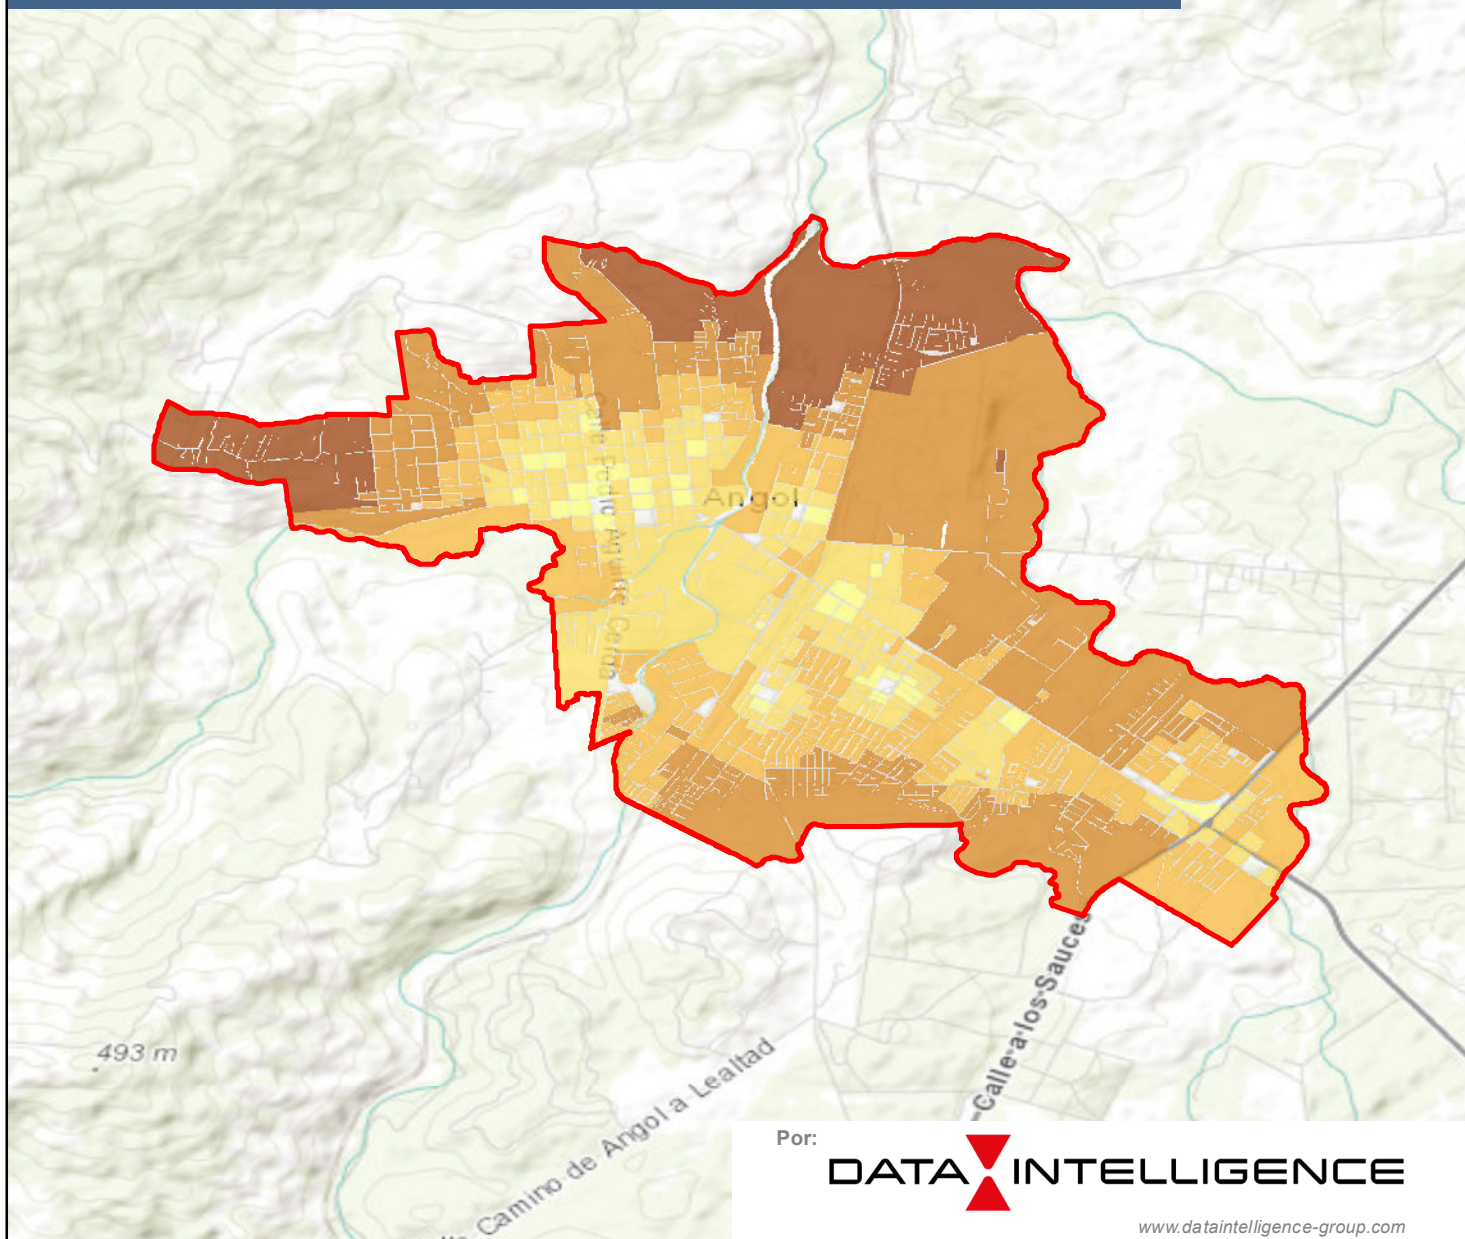 Calle Pedro Aguirre Cerda
Angol
493 m
Camino de Angol a Lealtad
Calle a los Sauces
Por:
DATA INTELLIGENCE
www.dataintelligence-group.com